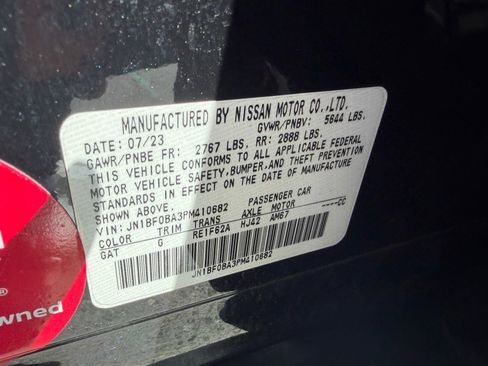 MANUFACTURED BY NISSAN MOTOR CO.,LTD.
DATE: 07/23 GVWR/PNBV: 5644 LBS.
GAWR/PNBE FR: 2767 LBS. RR: 2888 LBS.
THIS VEHICLE CONFORMS TO ALL APPLICABLE FEDERAL
MOTOR VEHICLE SAFETY,BUMPER,AND THEFT PREVENTION
STANDARDS IN EFFECT ON THE DATE OF MANUFACTURE
SHOWN ABOVE.
VIN: JN1BF0BA3PM410682 PASSENGER CAR
COLOR TRIM TRANS AXLE MOTOR ----CC
GAT G RE1F62A HJ42 AM67
JN1BF0BA3PM410682
®
wned